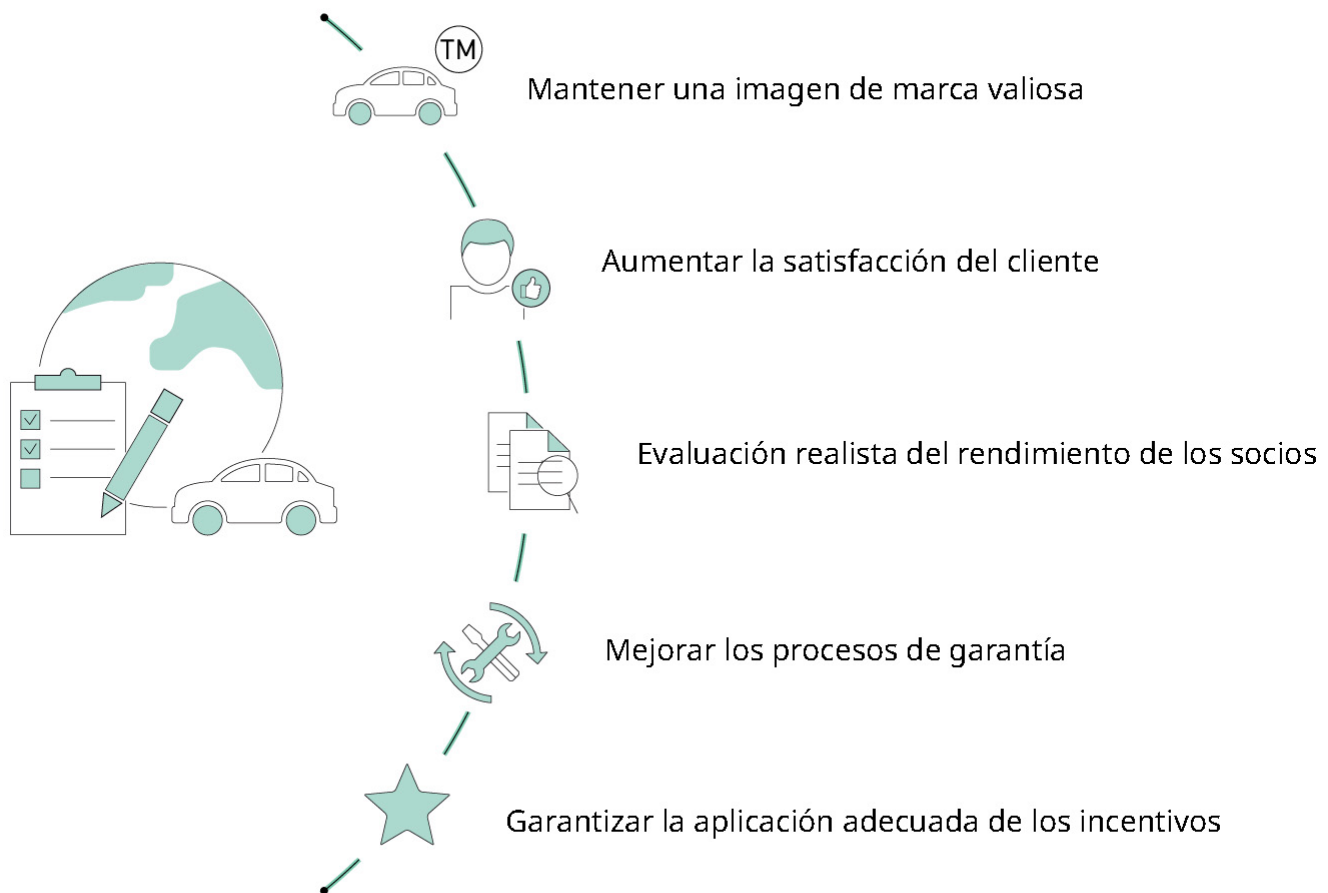 TM
Mantener una imagen de marca valiosa
Aumentar la satisfacción del cliente
Evaluación realista del rendimiento de los socios
Mejorar los procesos de garantía
Garantizar la aplicación adecuada de los incentivos